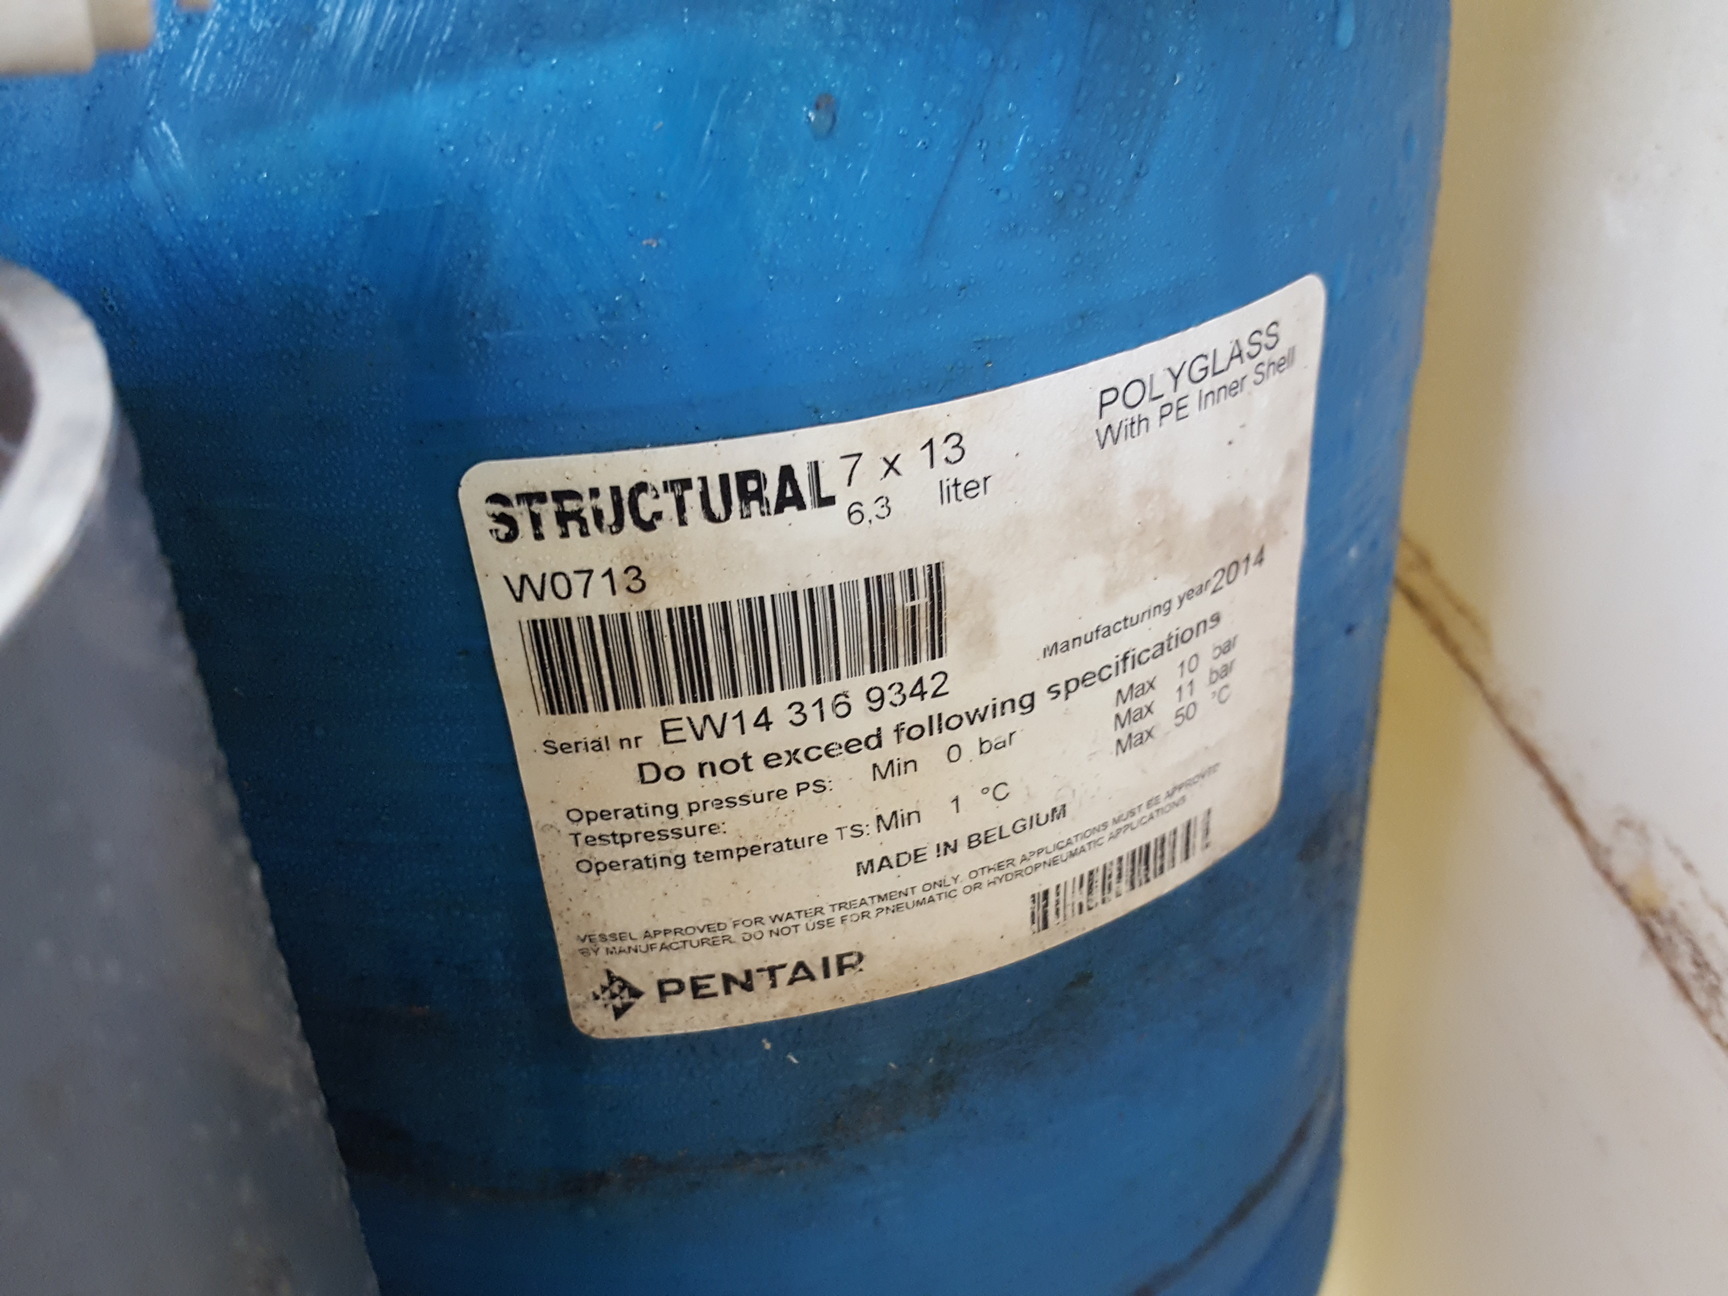 STRUCTURAL 7 x 13
6,3 liter
POLYGLASS
With PE Inner Shell
W0713
Manufacturing year 2014
Serial nr EW14 316 9342
Do not exceed following specifications
Operating pressure PS: Min 0 bar Max 10 bar
Testpressure: Max 11 bar
Operating temperature TS: Min 1 °C Max 50 °C
MADE IN BELGIUM
VESSEL APPROVED FOR WATER TREATMENT ONLY. OTHER APPLICATIONS MUST BE APPROVED
BY MANUFACTURER. DO NOT USE FOR PNEUMATIC OR HYDROPNEUMATIC APPLICATIONS
PENTAIR